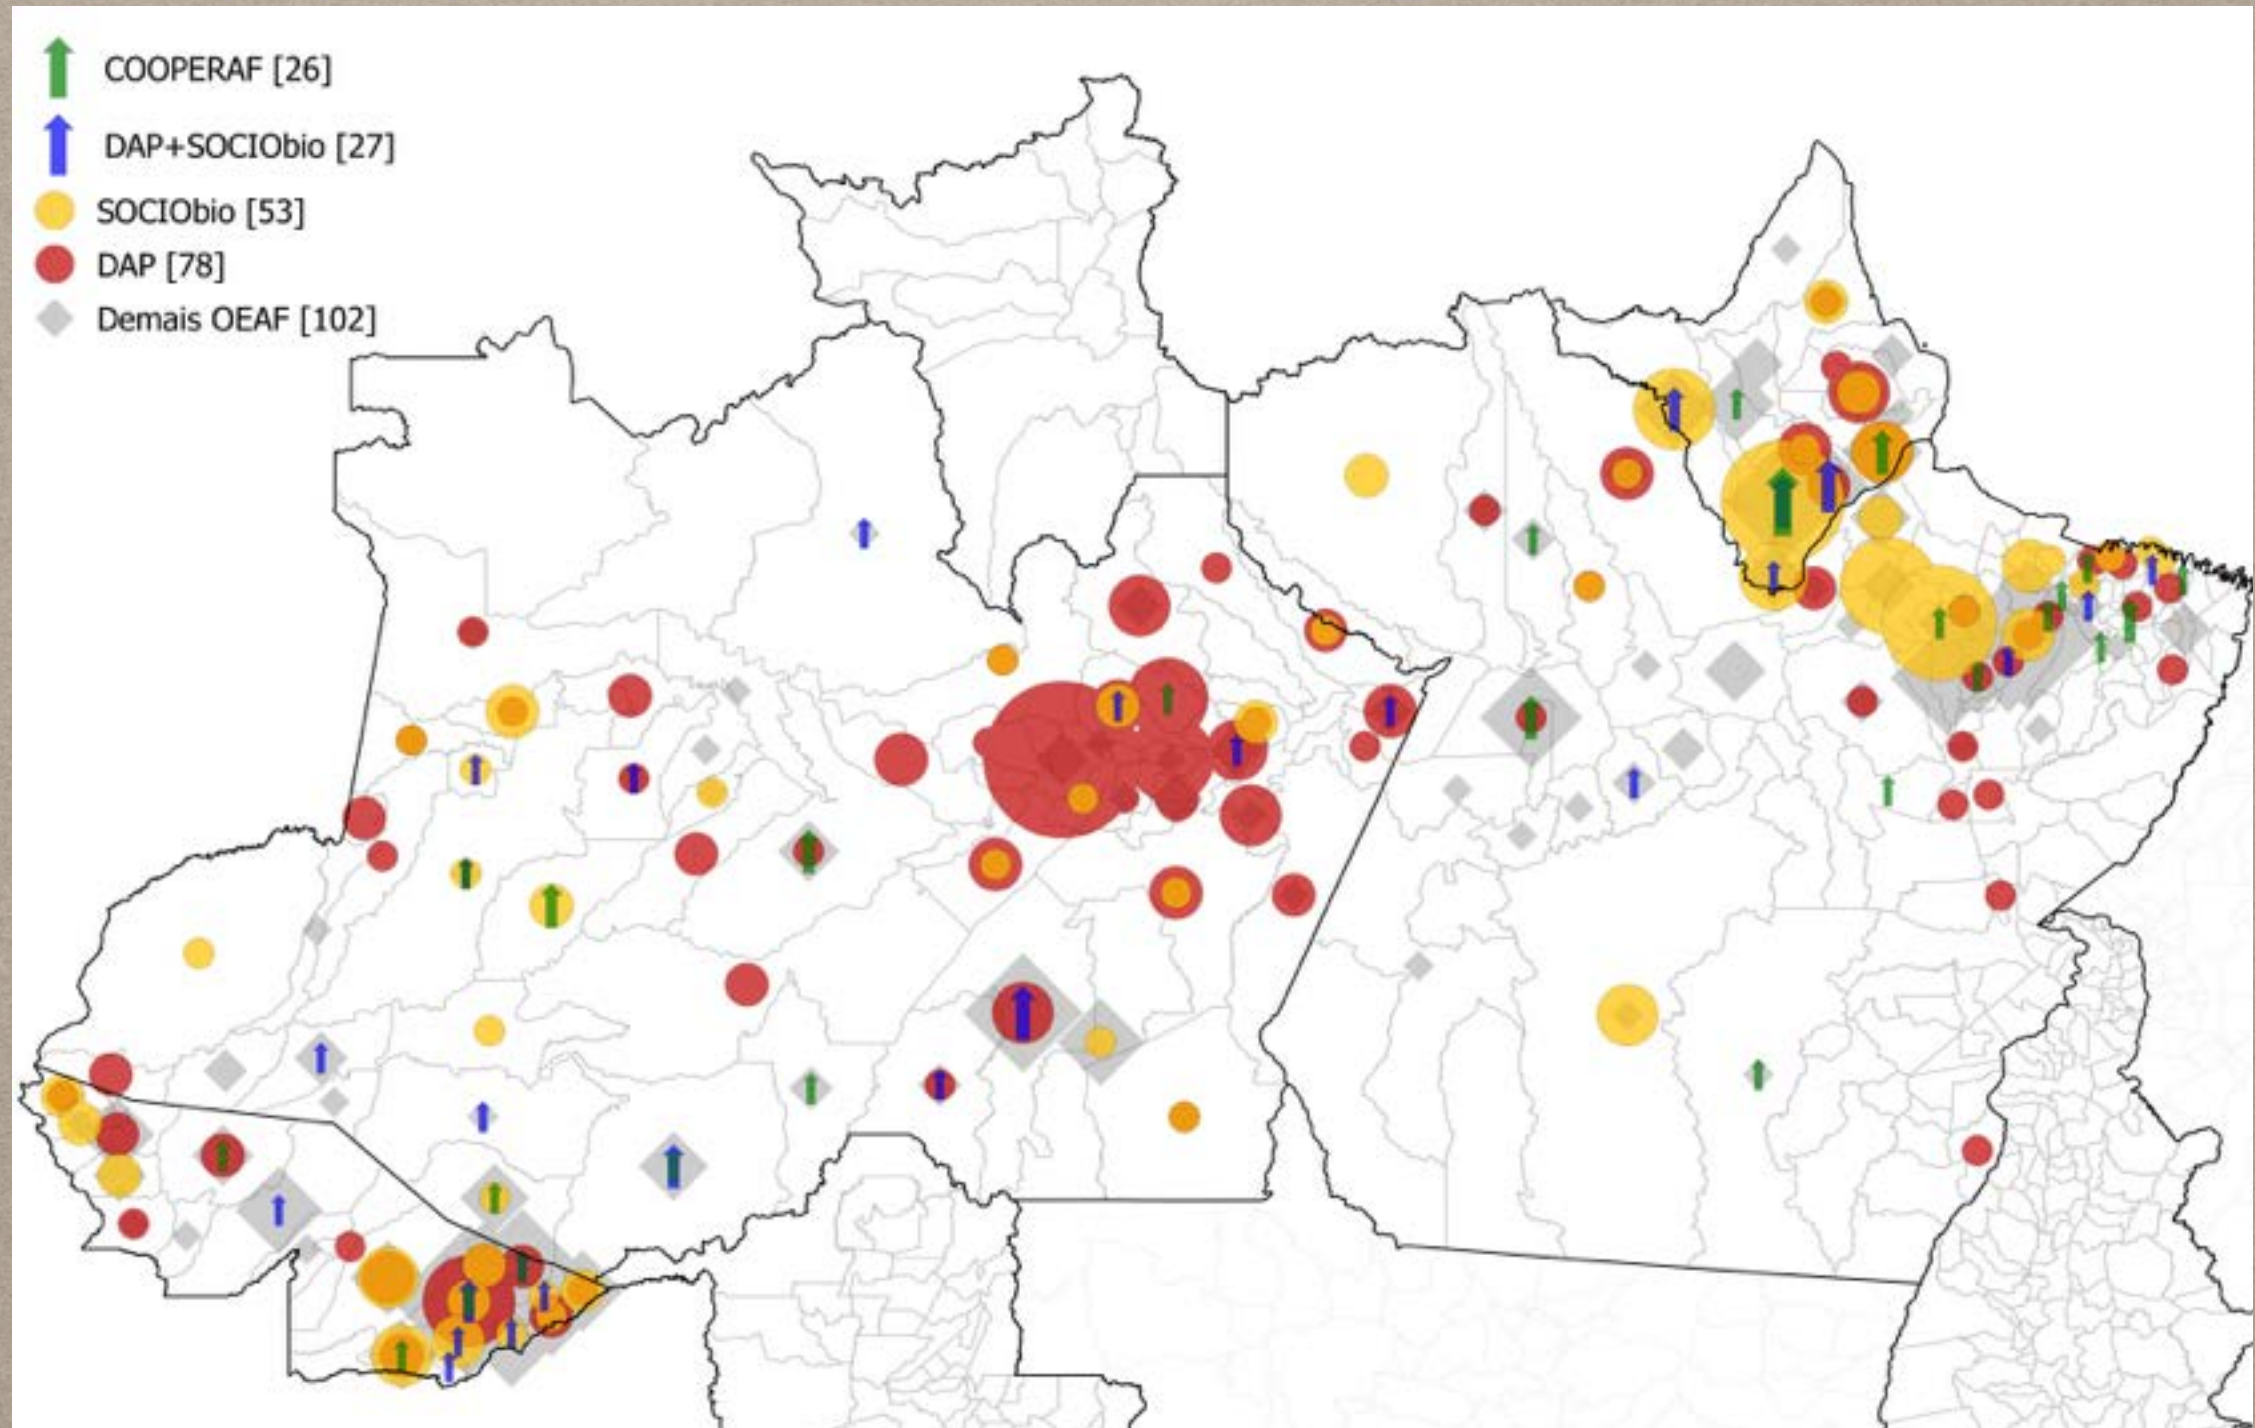 COOPERAF [26]
DAP+SOCIObio [27]
SOCIObio [53]
DAP [78]
Demais OEAF [102]